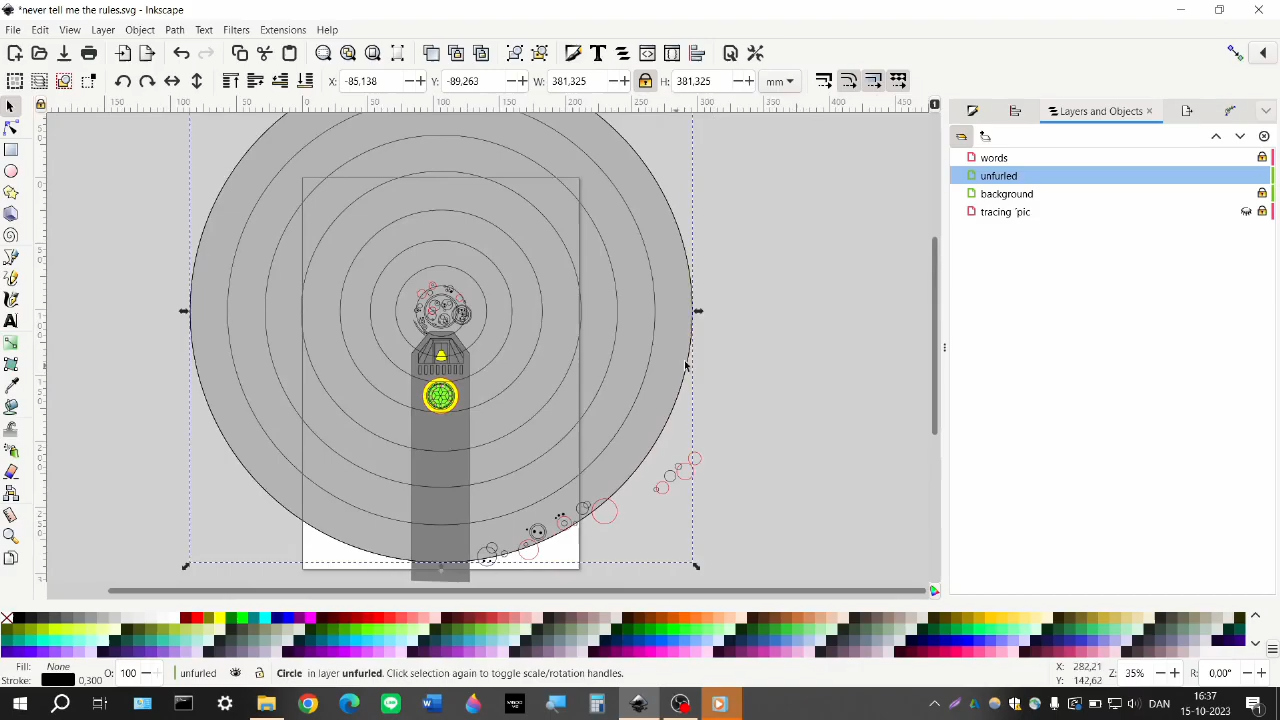 *never tell me the rules.svg - Inkscape
File Edit View Layer Object Path Filters Text Extensions Help
X: -85,138 Y: -89,263 W: 381,325 H: 381,325 mm
Layers and Objects
words
unfurled
background
tracing ´pic
Fill: None
Stroke: 0,300
O: 100
unfurled
Circle in layer unfurled. Click selection again to toggle scale/rotation handles.
X: 282,21
Y: 142,62
Z: 35%
R: 0,00°
DAN
16:37
15-10-2023